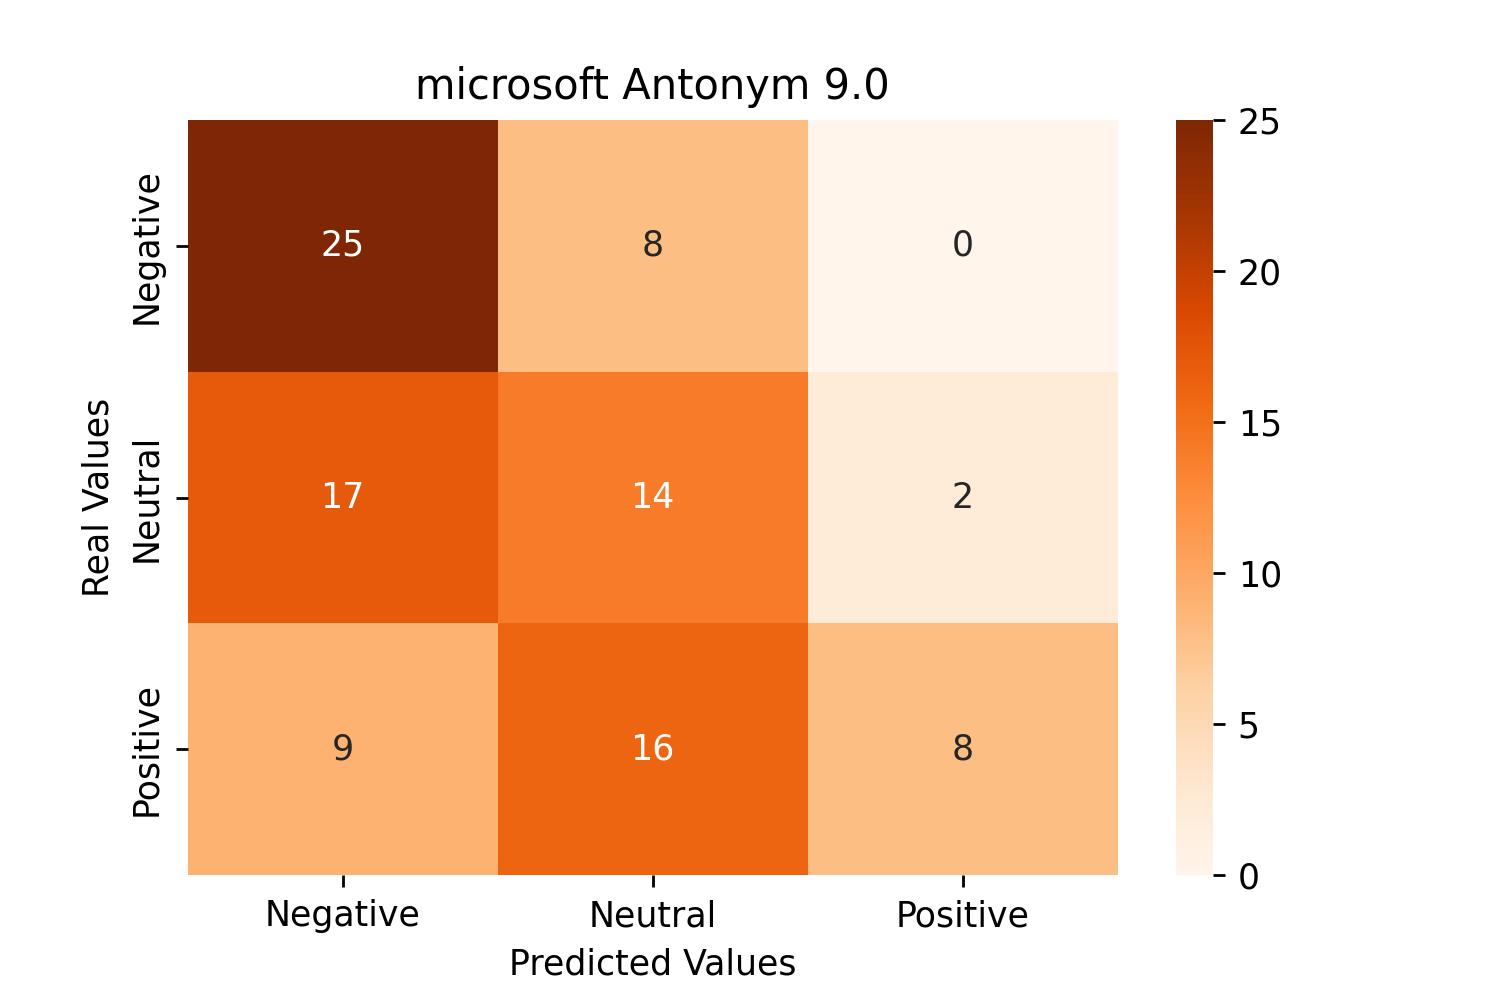 microsoft Antonym 9.0
Real Values
Negative
25 8 0
Neutral
17 14 2
Positive
9 16 8
Negative Neutral Positive
Predicted Values
25
20
15
10
5
0